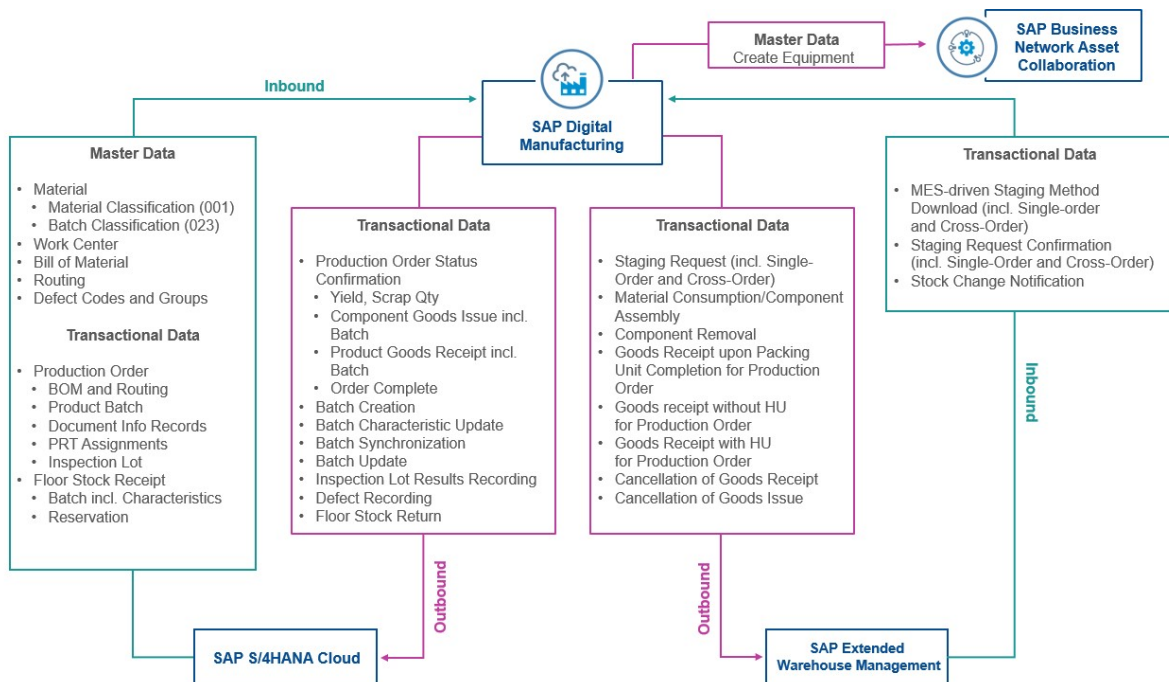 Master Data
Create Equipment
SAP Business
Network Asset
Collaboration
Inbound
SAP Digital
Manufacturing
Master Data
• Material
• Material Classification (001)
• Batch Classification (023)
• Work Center
• Bill of Material
• Routing
• Defect Codes and Groups
Transactional Data
• Production Order
• BOM and Routing
• Product Batch
• Document Info Records
• PRT Assignments
• Inspection Lot
• Floor Stock Receipt
• Batch incl. Characteristics
• Reservation
Transactional Data
• Production Order Status
Confirmation
• Yield, Scrap Qty
• Component Goods Issue incl.
Batch
• Product Goods Receipt incl.
Batch
• Order Complete
• Batch Creation
• Batch Characteristic Update
• Batch Synchronization
• Batch Update
• Inspection Lot Results Recording
• Defect Recording
• Floor Stock Return
Transactional Data
• Staging Request (incl. Single-
Order and Cross-Order)
• Material Consumption/Component
Assembly
• Component Removal
• Goods Receipt upon Packing
Unit Completion for Production
Order
• Goods receipt without HU
for Production Order
• Goods Receipt with HU
for Production Order
• Cancellation of Goods Receipt
• Cancellation of Goods Issue
Transactional Data
• MES-driven Staging Method
Download (incl. Single-order
and Cross-Order)
• Staging Request Confirmation
(incl. Single-Order and Cross-Order)
• Stock Change Notification
Inbound
Outbound
Outbound
SAP S/4HANA Cloud
SAP Extended
Warehouse Management